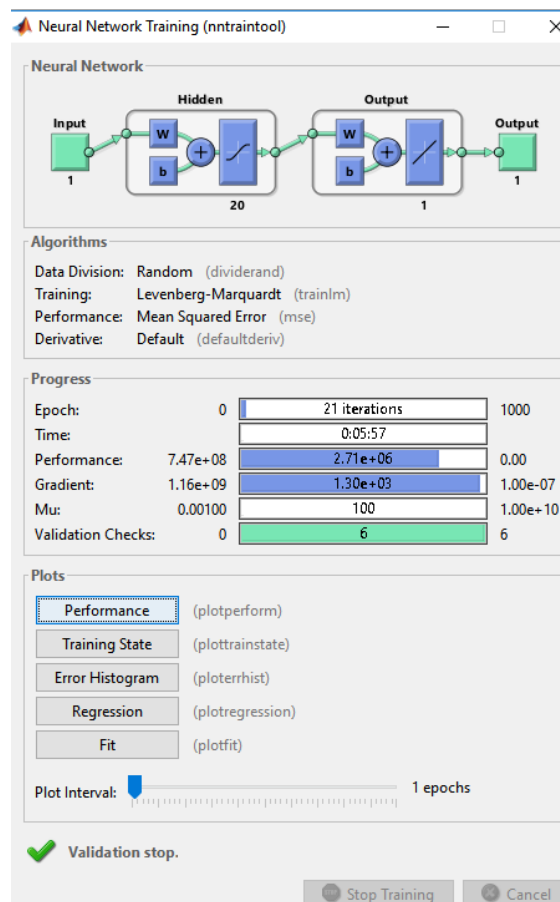 Neural Network Training (nntraintool)
Neural Network
Hidden Output
Input W b + 20 W b + 1 Output
1 1
Algorithms
Data Division: Random (dividerand)
Training: Levenberg-Marquardt (trainlm)
Performance: Mean Squared Error (mse)
Derivative: Default (defaultderiv)
Progress
Epoch: 0 21 iterations 1000
Time: 0:05:57
Performance: 7.47e+08 2.71e+06 0.00
Gradient: 1.16e+09 1.30e+03 1.00e-07
Mu: 0.00100 100 1.00e+10
Validation Checks: 0 6 6
Plots
Performance (plotperform)
Training State (plottrainstate)
Error Histogram (ploterrhist)
Regression (plotregression)
Fit (plotfit)
Plot Interval: 1 epochs
Validation stop.
Stop Training Cancel